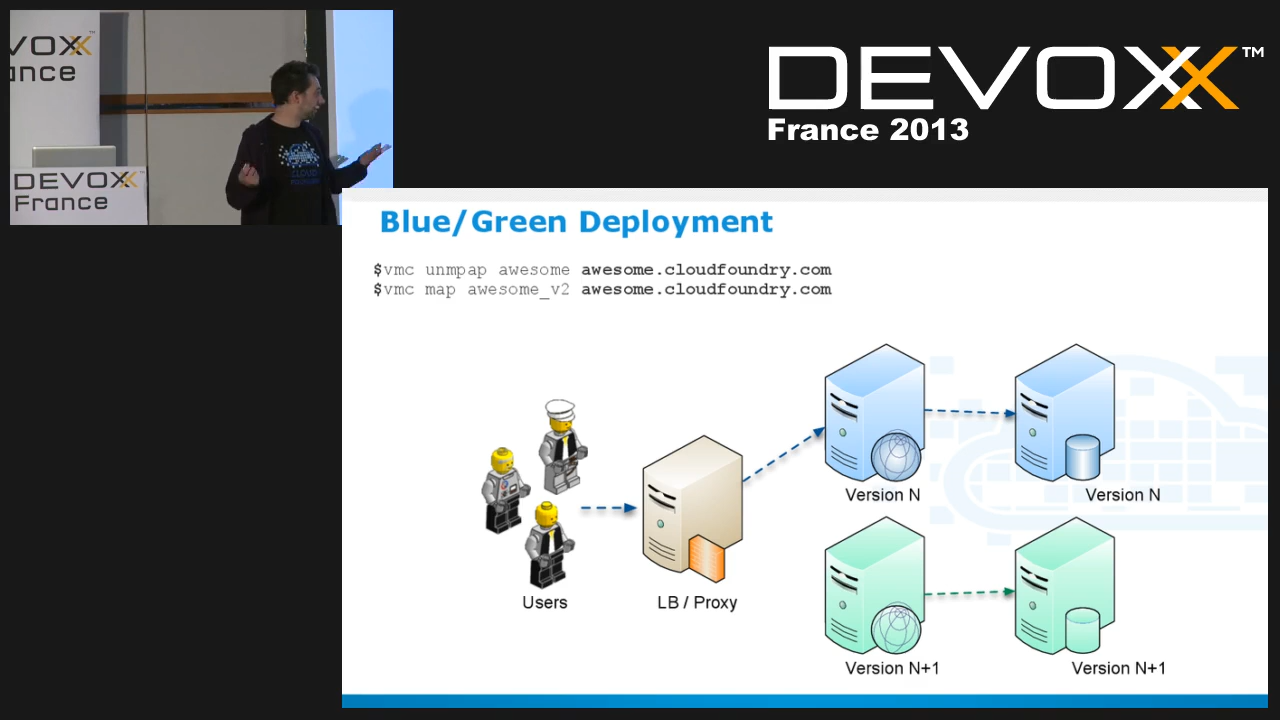 VOXX
ance
DEVOXX
France
CLOUD
DEVOXX™
France 2013
Blue/Green Deployment
$vmc unmpap awesome awesome.cloudfoundry.com
$vmc map awesome_v2 awesome.cloudfoundry.com
Version N
Version N
Users
LB / Proxy
Version N+1
Version N+1